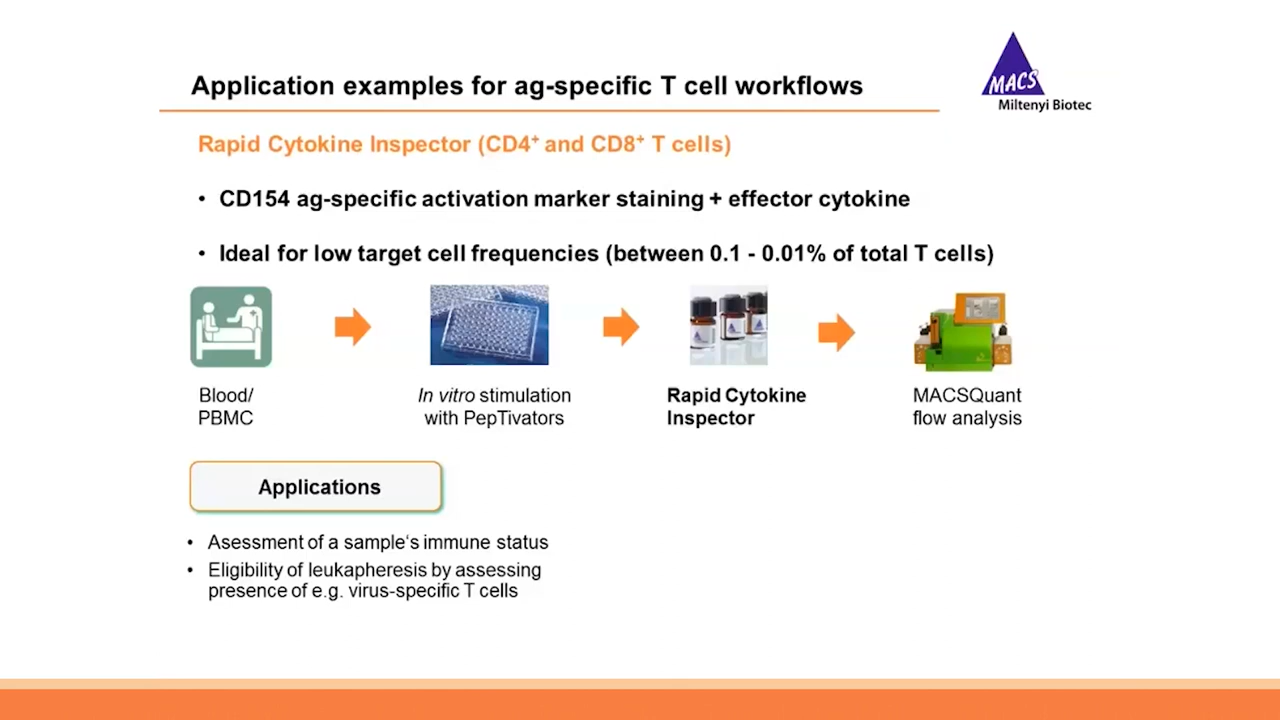 Application examples for ag-specific T cell workflows
MACS
Miltenyi Biotec
Rapid Cytokine Inspector (CD4⁺ and CD8⁺ T cells)
• CD154 ag-specific activation marker staining + effector cytokine
• Ideal for low target cell frequencies (between 0.1 - 0.01% of total T cells)
Blood/
PBMC
In vitro stimulation
with PepTivators
Rapid Cytokine
Inspector
MACSQuant
flow analysis
Applications
• Asessment of a sample‘s immune status
• Eligibility of leukapheresis by assessing
presence of e.g. virus-specific T cells